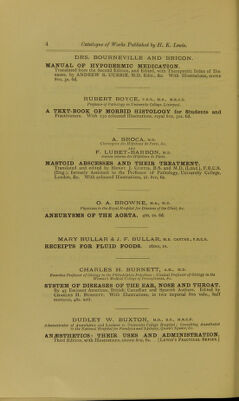 4 Catalogue of Works Published by H. K. Lewis.
DRS. BOURNEVILLE AND BRICON.
MANUAL OF HYPODERMIC MEDICATION.
Translated from the Second Edition, and Edited, with Therapeutic Index of Diseases, by ANDREW S. CURRIE, M.D. Edin., &c. With Illustrations, crown
8vo, 3s. 6d.
RUBERT BOYCE, M.B., M.R.C.S.
Professor of Pathology in University College, Liverpool.
A TEXT-BOOK OF MORBID HISTOLOGY for Students and
Practitioners. With 130 coloured Illustrations, royal 8vo, 31s. 6d.
A. BROCA, M.D.
Chirurgien des Hôpitaux de Paris, &c.
AND
F. LUBET-BARBON, M.D.
Ancien interne des Hôpitaux de Paris.
MASTOID ABSCESSES AND THEIR TREATMENT.
Translated and edited by HENRY J. CURTIS, B.S. and M.D. (Lond.), F.R.C.S.
(Eng.); formerly Assistant to the Professor of Pathology, University College,
London, &c. With coloured Illustrations, cr. 8vo, 6s.
O. A. BROWNE, M.A., M.D.
Physician to the Royal Hospital for Diseases of the Chest, &c.
ANEURYSMS OF THE AORTA. 4to, 2s. 6d.
MARY BULLAR & J. F. BULLAR, M.B. CANTAB., F.R.C.S.
RECEIPTS FOR FLUID FOODS. 16mo, 1s.
CHARLES H. BURNETT, A.M., M.D.
Emeritus Professor of Otology in the Philadelphia Polyclinic; Clinical Professor of Otology in the
Woman's Medical College of Pennsylvania, &c.
SYSTEM OF DISEASES OF THE EAR, NOSE AND THROAT.
By 45 Eminent American, British, Canadian and Spanish Authors. Edited by
CHARLES H. BURNETT. With Illustrations, in two imperial 8vo vols., half
morocco, 48s. nett.
DUDLEY W. BUXTON, M.D., B.S., M.R.C.P.
Administrator of Anæsthetics and Lecturer in University College Hospital; Consulting Anæsthetist
to the National Hospital for Paralysis and Epilepsy, Queen's Square, &c.
ANÆSTHETICS: THEIR USES AND ADMINISTRATION.
Third Edition, with Illustrations, crown 8vo, 6s. [LEWIS'S PRACTICAL SERIES.]